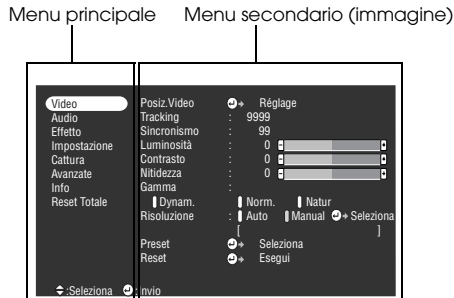 Menu principale
Menu secondario (immagine)
Video
Audio
Effetto
Impostazione
Cattura
Avanzate
Info
Reset Totale
Posiz.Video Réglage
Tracking : 9999
Sincronismo : 99
Luminosità : 0
Contrasto : 0
Nitidezza : 0
Gamma :
Dynam. Norm. Natur
Risoluzione : Auto Manual Seleziona
[ ]
Preset Seleziona
Reset Esegui
:Seleziona :Invio